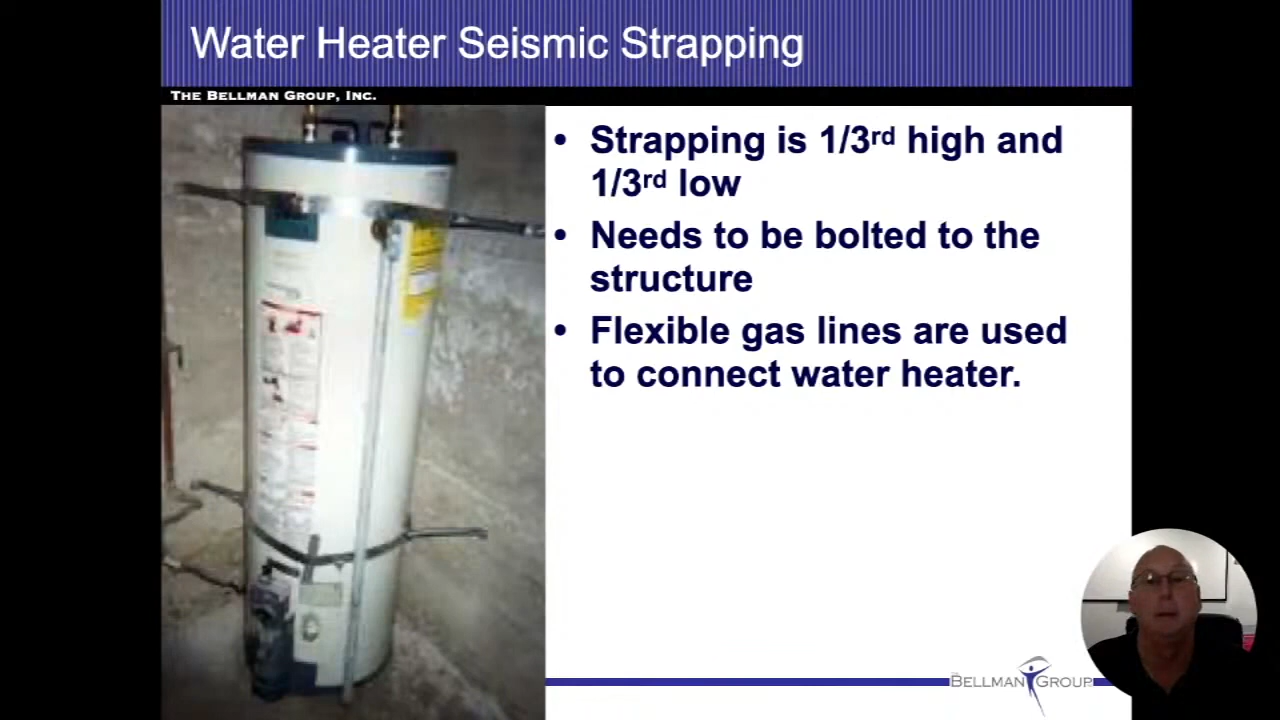 Water Heater Seismic Strapping
THE BELLMAN GROUP, INC.
• Strapping is 1/3rd high and
1/3rd low
• Needs to be bolted to the
structure
• Flexible gas lines are used
to connect water heater.
BELLMAN GROUP